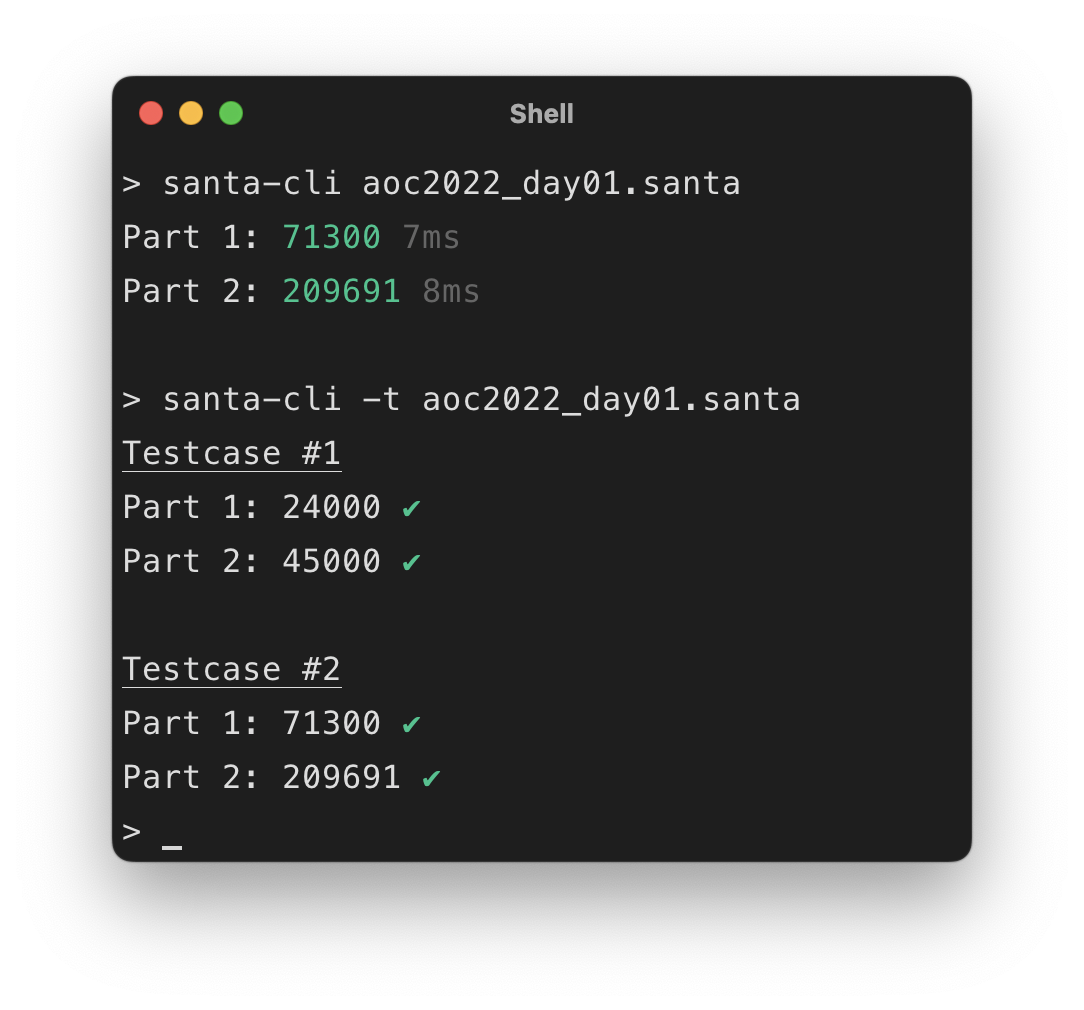 Shell
> santa-cli aoc2022_day01.santa
Part 1: 71300 7ms
Part 2: 209691 8ms
> santa-cli -t aoc2022_day01.santa
Testcase #1
Part 1: 24000 ✔
Part 2: 45000 ✔
Testcase #2
Part 1: 71300 ✔
Part 2: 209691 ✔
> _